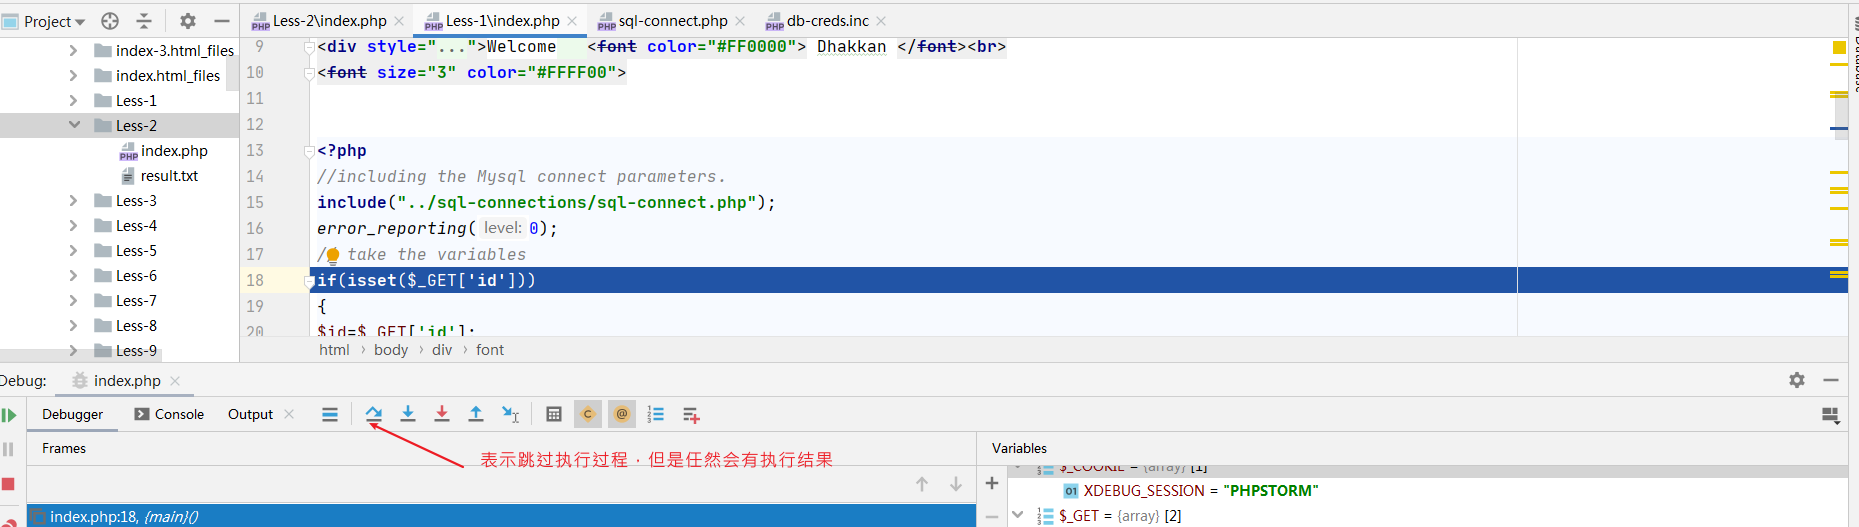 Project
Less-2\index.php
Less-1\index.php
sql-connect.php
db-creds.inc
index-3.html_files
index.html_files
Less-1
Less-2
index.php
result.txt
Less-3
Less-4
Less-5
Less-6
Less-7
Less-8
Less-9
9 <div style="...">Welcome   <font color="#FF0000"> Dhakkan </font><br>
10 <font size="3" color="#FFFF00">
11
12
13 <?php
14 //including the Mysql connect parameters.
15 include("../sql-connections/sql-connect.php");
16 error_reporting( level: 0);
17 / take the variables
18 if(isset($_GET['id']))
19 {
20 $id=$_GET['id'];
html › body › div › font
Database
Debug: index.php
Debugger Console Output
Frames
表示跳过执行过程，但是任然会有执行结果
Variables
$_COOKIE = {array} [1]
XDEBUG_SESSION = "PHPSTORM"
$_GET = {array} [2]
index.php:18, {main}()